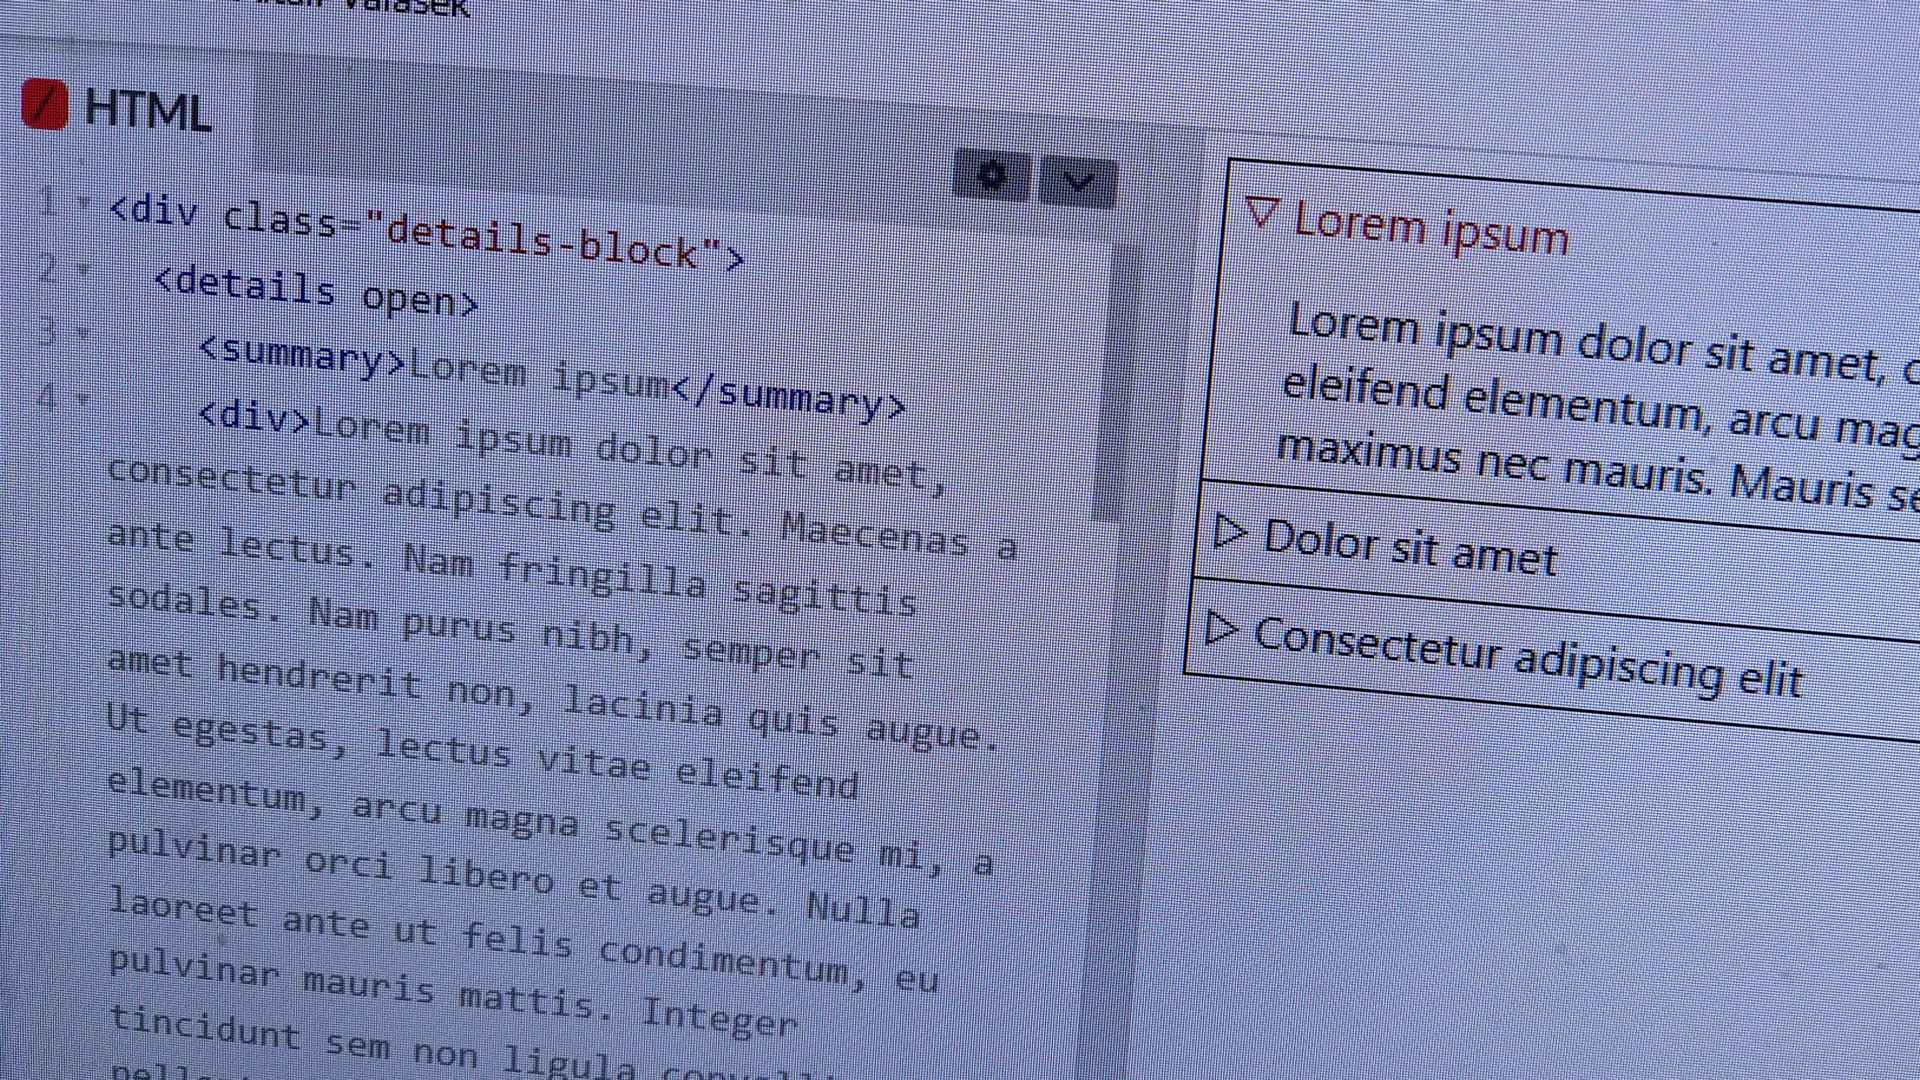 Valasek
HTML
1 <div class="details-block">
2 <details open>
3 <summary>Lorem ipsum</summary>
4 <div>Lorem ipsum dolor sit amet,
consectetur adipiscing elit. Maecenas a
ante lectus. Nam fringilla sagittis
sodales. Nam purus nibh, semper sit
amet hendrerit non, lacinia quis augue.
Ut egestas, lectus vitae eleifend
elementum, arcu magna scelerisque mi, a
pulvinar orci libero et augue. Nulla
laoreet ante ut felis condimentum, eu
pulvinar mauris mattis. Integer
tincidunt sem non ligula
▽ Lorem ipsum
Lorem ipsum dolor sit amet, c
eleifend elementum, arcu mag
maximus nec mauris. Mauris se
▷ Dolor sit amet
▷ Consectetur adipiscing elit